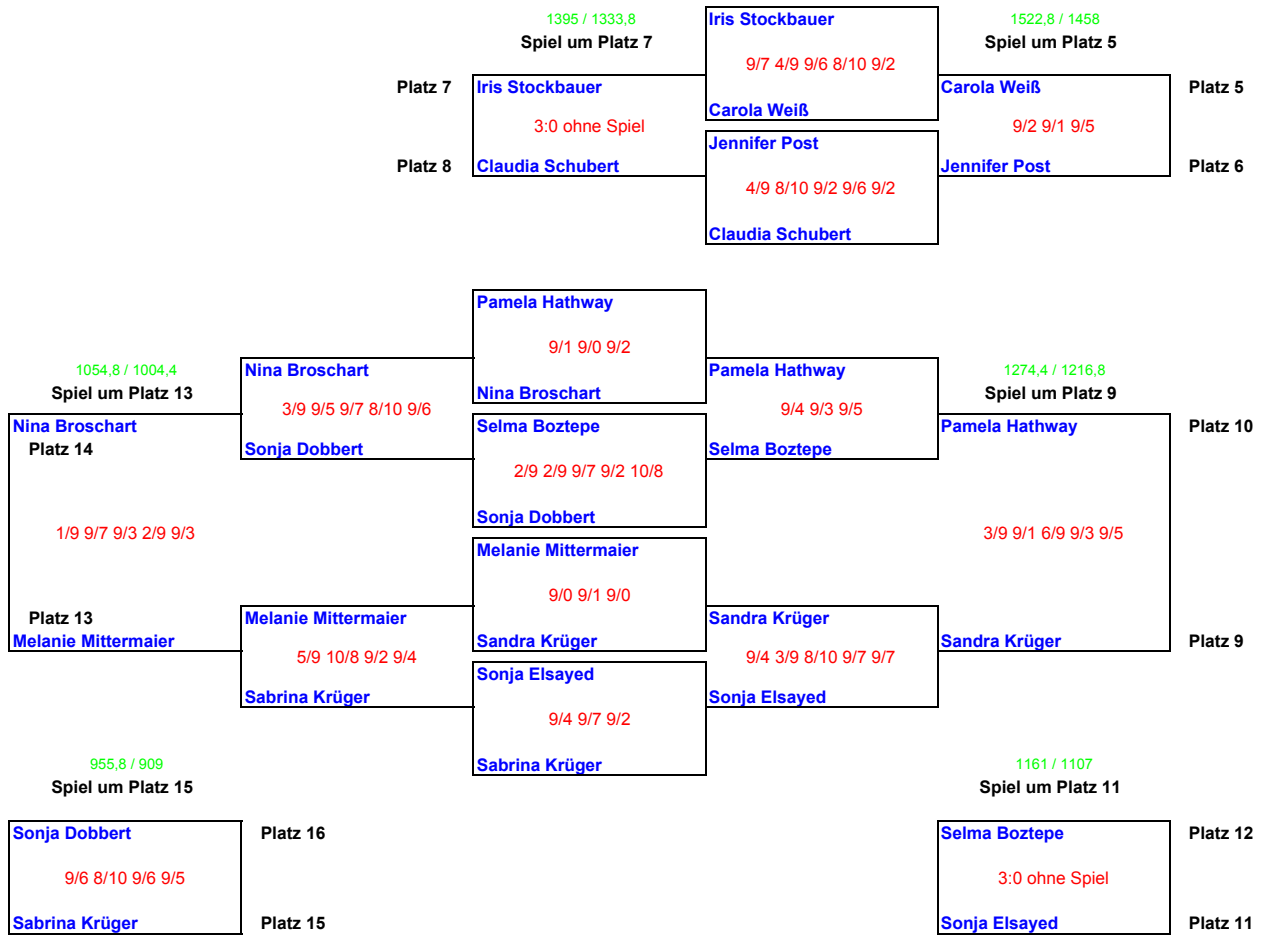 1395 / 1333,8
Spiel um Platz 7
Iris Stockbauer
1522,8 / 1458
Spiel um Platz 5
9/7 4/9 9/6 8/10 9/2
Platz 7
Iris Stockbauer
Carola Weiß
Platz 5
Carola Weiß
3:0 ohne Spiel
9/2 9/1 9/5
Jennifer Post
Platz 8
Claudia Schubert
Jennifer Post
Platz 6
4/9 8/10 9/2 9/6 9/2
Claudia Schubert
Pamela Hathway
9/1 9/0 9/2
1054,8 / 1004,4
Spiel um Platz 13
Nina Broschart
Pamela Hathway
1274,4 / 1216,8
Spiel um Platz 9
Nina Broschart
3/9 9/5 9/7 8/10 9/6
9/4 9/3 9/5
Nina Broschart
Platz 14
Selma Boztepe
Pamela Hathway
Platz 10
Sonja Dobbert
Selma Boztepe
2/9 2/9 9/7 9/2 10/8
Sonja Dobbert
1/9 9/7 9/3 2/9 9/3
3/9 9/1 6/9 9/3 9/5
Melanie Mittermaier
9/0 9/1 9/0
Platz 13
Melanie Mittermaier
Melanie Mittermaier
Sandra Krüger
Sandra Krüger
Sandra Krüger
Platz 9
5/9 10/8 9/2 9/4
9/4 3/9 8/10 9/7 9/7
Sonja Elsayed
Sabrina Krüger
Sonja Elsayed
9/4 9/7 9/2
Sabrina Krüger
955,8 / 909
Spiel um Platz 15
1161 / 1107
Spiel um Platz 11
Sonja Dobbert
Platz 16
Selma Boztepe
Platz 12
9/6 8/10 9/6 9/5
3:0 ohne Spiel
Sabrina Krüger
Platz 15
Sonja Elsayed
Platz 11